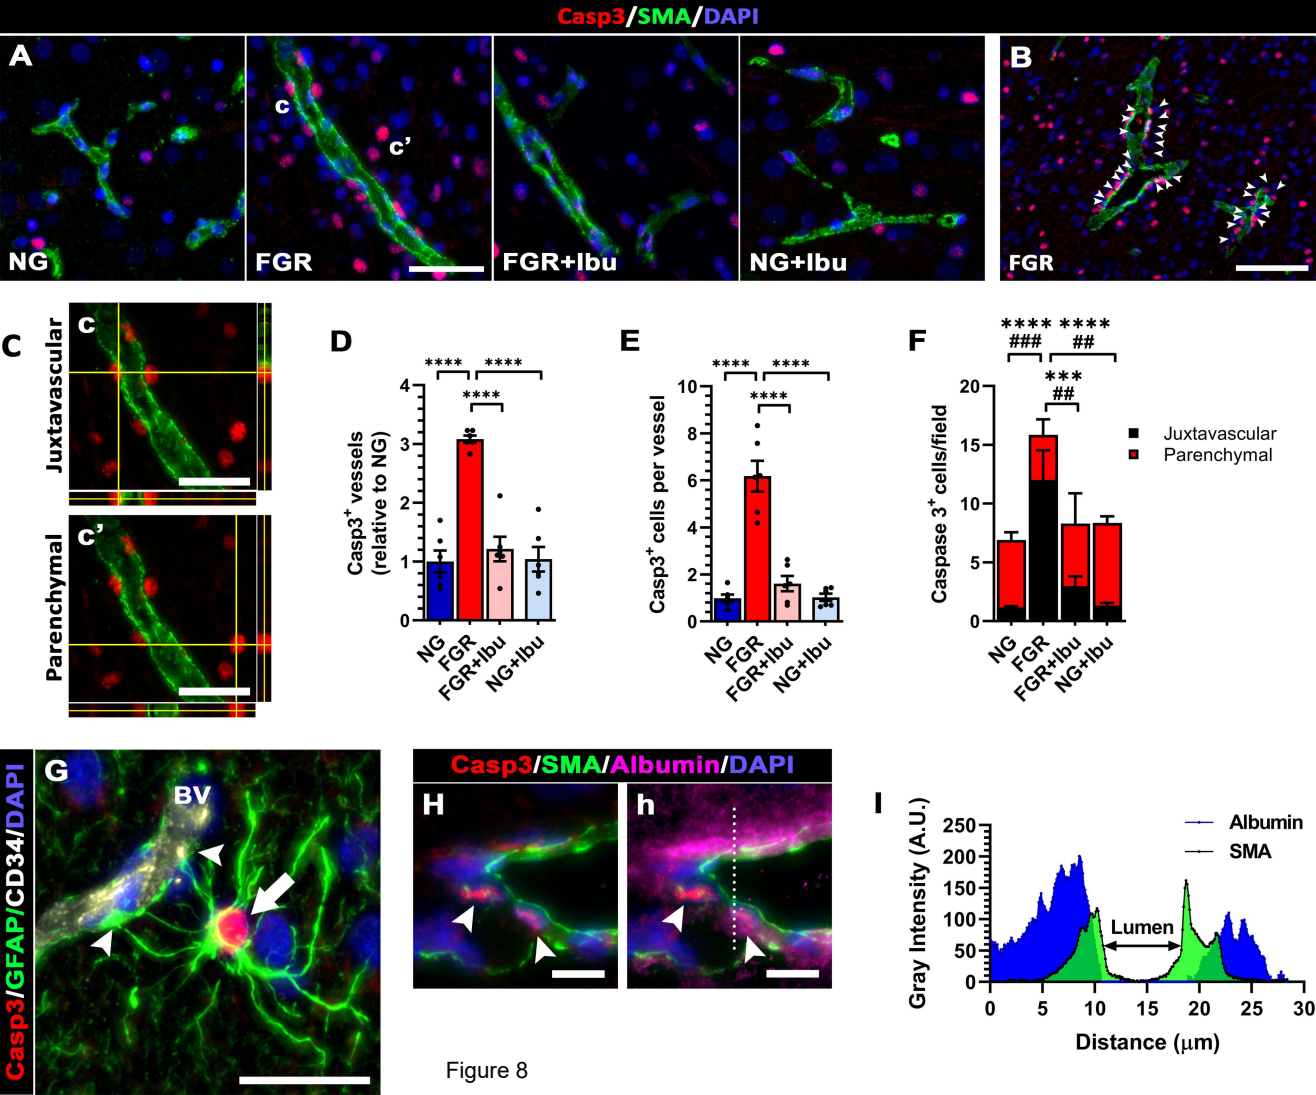 Casp3/SMA/DAPI
A
c
c'
NG
FGR
FGR+Ibu
NG+Ibu
B
FGR
C
Juxtavascular
c
Parenchymal
c'
D
**** ****
****
Casp3+ vessels
(relative to NG)
4
3
2
1
0
NG
FGR
FGR+Ibu
NG+Ibu
E
**** ****
****
Casp3+ cells per vessel
10
8
6
4
2
0
NG
FGR
FGR+Ibu
NG+Ibu
F
**** ****
### ##
***
##
Caspase 3+ cells/field
20
15
10
5
0
NG
FGR
FGR+Ibu
NG+Ibu
Juxtavascular
Parenchymal
G
BV
Casp3/GFAP/CD34/DAPI
Casp3/SMA/Albumin/DAPI
H
h
I
Gray Intensity (A.U.)
250
200
150
100
50
0
Albumin
SMA
Lumen
0 5 10 15 20 25 30
Distance (μm)
Figure 8